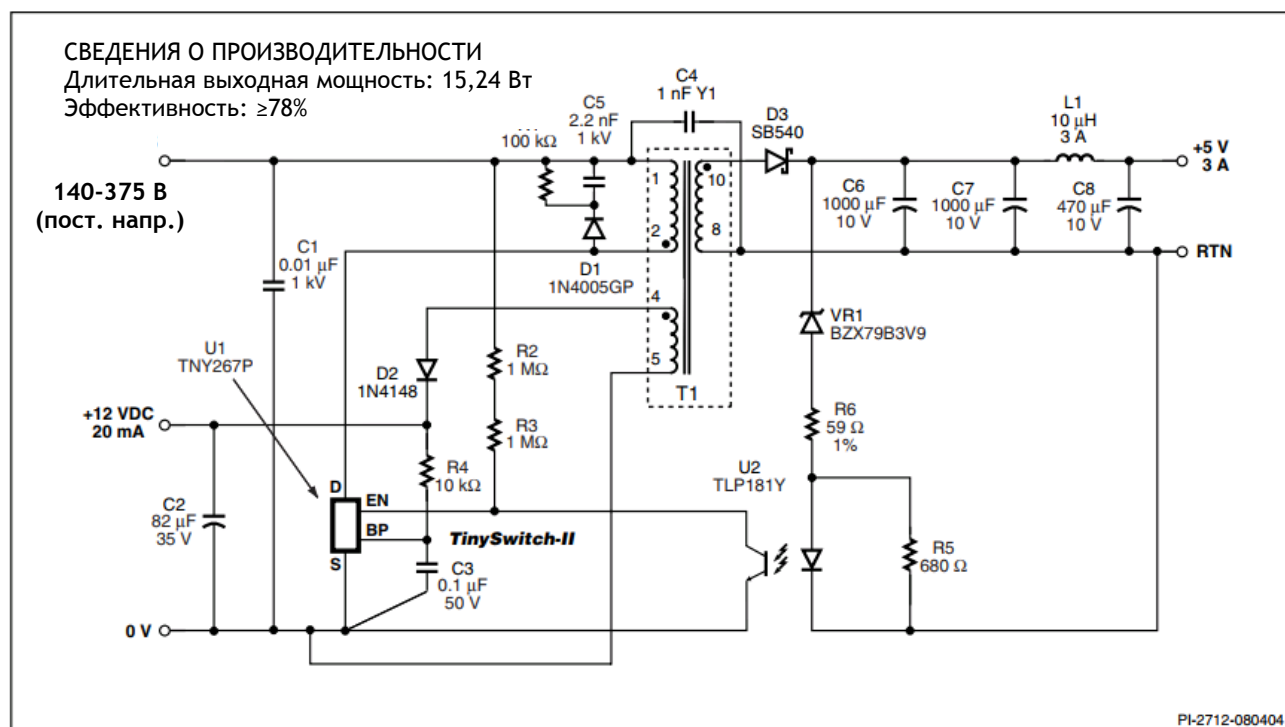 СВЕДЕНИЯ О ПРОИЗВОДИТЕЛЬНОСТИ
Длительная выходная мощность: 15,24 Вт
Эффективность: ≥78%
C4
1 nF Y1
C5
2.2 nF
1 kV
100 kΩ
D3
SB540
L1
10 µH
3 A
+5 V
3 A
140-375 В
(пост. напр.)
1
2
10
8
C6
1000 µF
10 V
C7
1000 µF
10 V
C8
470 µF
10 V
RTN
C1
0.01 µF
1 kV
D1
1N4005GP
4
5
T1
VR1
BZX79B3V9
U1
TNY267P
D2
1N4148
R2
1 MΩ
R3
1 MΩ
+12 VDC
20 mA
R6
59 Ω
1%
R4
10 kΩ
U2
TLP181Y
C2
82 µF
35 V
D
EN
BP
S
TinySwitch-II
C3
0.1 µF
50 V
R5
680 Ω
0 V
PI-2712-080404